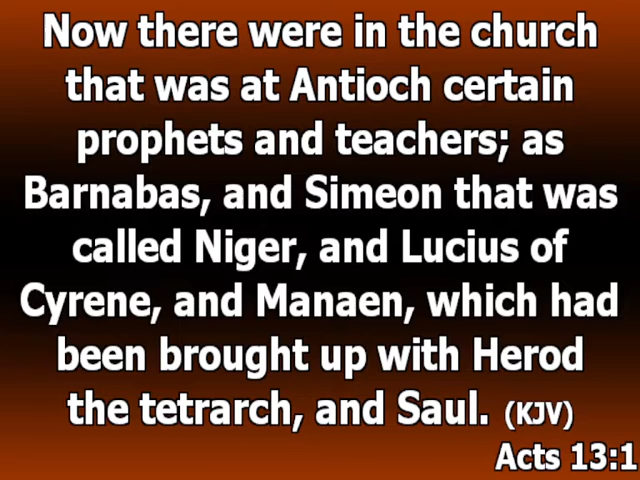 Now there were in the church
that was at Antioch certain
prophets and teachers; as
Barnabas, and Simeon that was
called Niger, and Lucius of
Cyrene, and Manaen, which had
been brought up with Herod
the tetrarch, and Saul. (KJV)
Acts 13:1